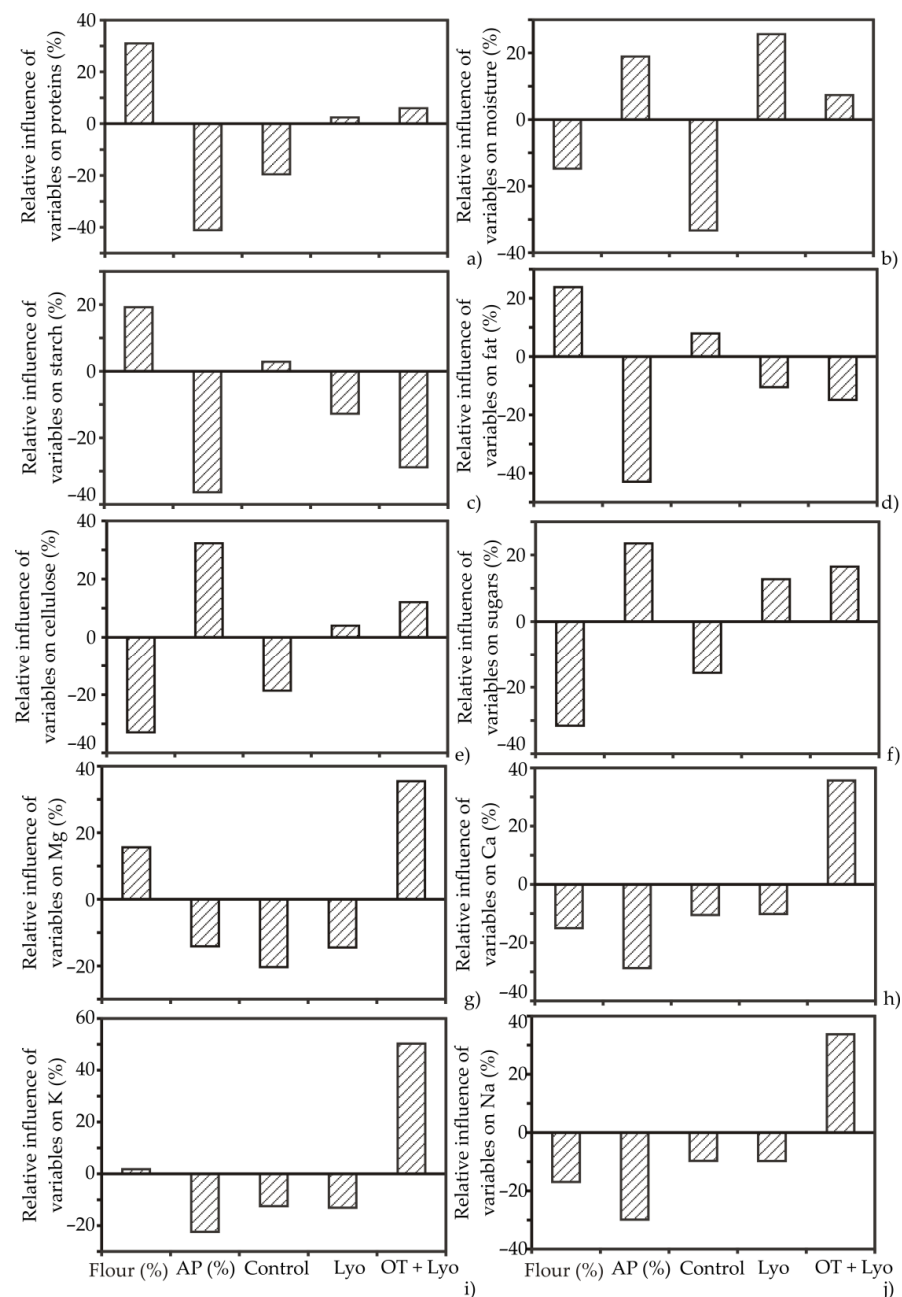 Relative influence of
variables on proteins (%)
40
20
0
−20
−40
a)
Relative influence of
variables on moisture (%)
20
0
−20
−40
b)
Relative influence of
variables on starch (%)
20
0
−20
−40
c)
Relative influence of
variables on fat (%)
20
0
−20
−40
d)
Relative influence of
variables on cellulose (%)
40
20
0
−20
−40
e)
Relative influence of
variables on sugars (%)
20
0
−20
−40
f)
Relative influence of
variables on Mg (%)
40
20
0
−20
g)
Relative influence of
variables on Ca (%)
40
20
0
−20
−40
h)
Relative influence of
variables on K (%)
60
40
20
0
−20
Flour (%) AP (%) Control Lyo OT + Lyo
i)
Relative influence of
variables on Na (%)
40
20
0
−20
−40
Flour (%) AP (%) Control Lyo OT + Lyo
j)